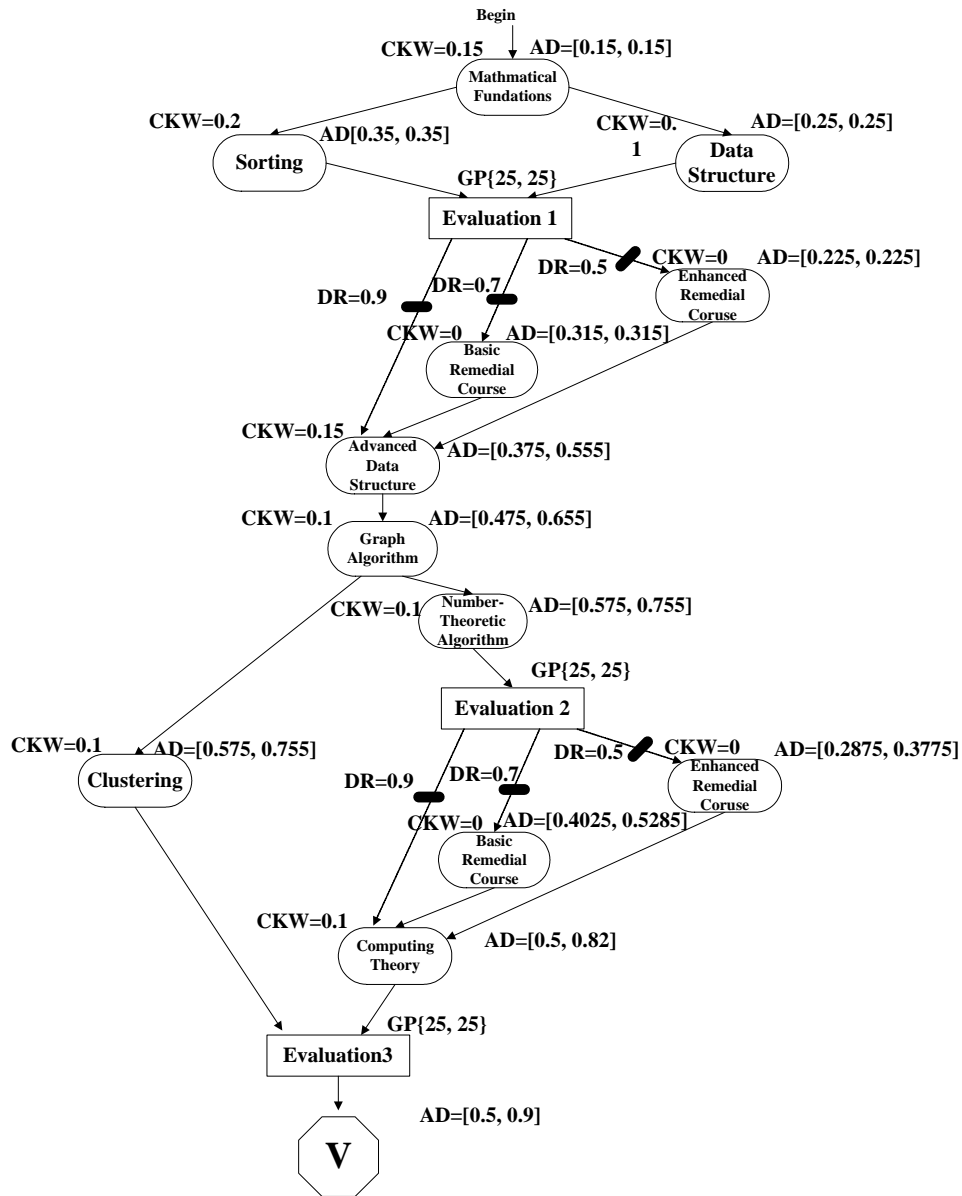 Begin
CKW=0.15
AD=[0.15, 0.15]
Mathmatical
Fundations
CKW=0.2
AD[0.35, 0.35]
Sorting
CKW=0.
1
AD=[0.25, 0.25]
Data
Structure
GP{25, 25}
Evaluation 1
DR=0.9
DR=0.7
DR=0.5
CKW=0
AD=[0.225, 0.225]
Enhanced
Remedial
Coruse
CKW=0
AD=[0.315, 0.315]
Basic
Remedial
Course
CKW=0.15
Advanced
Data
Structure
AD=[0.375, 0.555]
CKW=0.1
AD=[0.475, 0.655]
Graph
Algorithm
CKW=0.1
Number-
Theoretic
Algorithm
AD=[0.575, 0.755]
GP{25, 25}
Evaluation 2
CKW=0.1
AD=[0.575, 0.755]
Clustering
DR=0.9
DR=0.7
DR=0.5
CKW=0
AD=[0.2875, 0.3775]
Enhanced
Remedial
Coruse
CKW=0
AD=[0.4025, 0.5285]
Basic
Remedial
Course
CKW=0.1
Computing
Theory
AD=[0.5, 0.82]
GP{25, 25}
Evaluation3
AD=[0.5, 0.9]
V